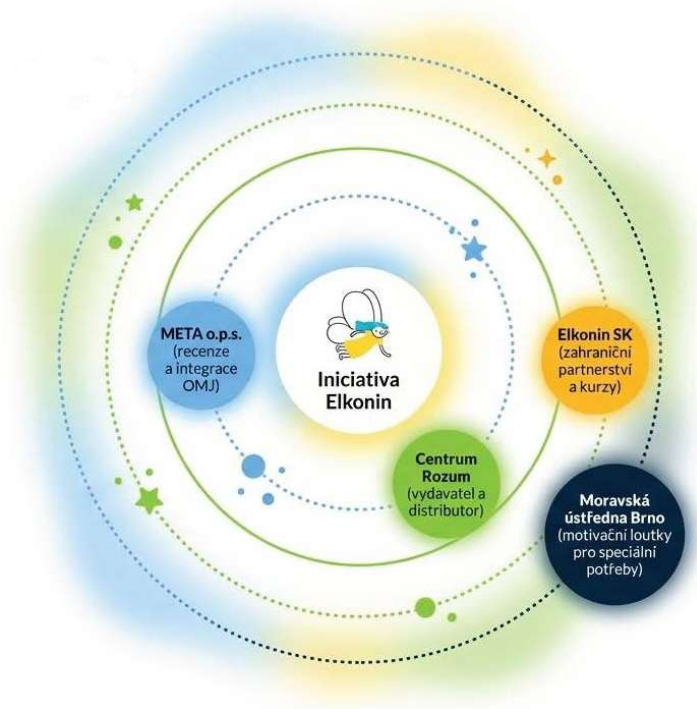 Iniciativa
Elkonin
META o.p.s.
(recenze
a integrace
OMJ)
Elkonin SK
(zahraniční
partnerství
a kurzy)
Centrum
Rozum
(vydavatel a
distributor)
Moravská
ústředna Brno
(motivační loutky
pro speciální
potřeby)